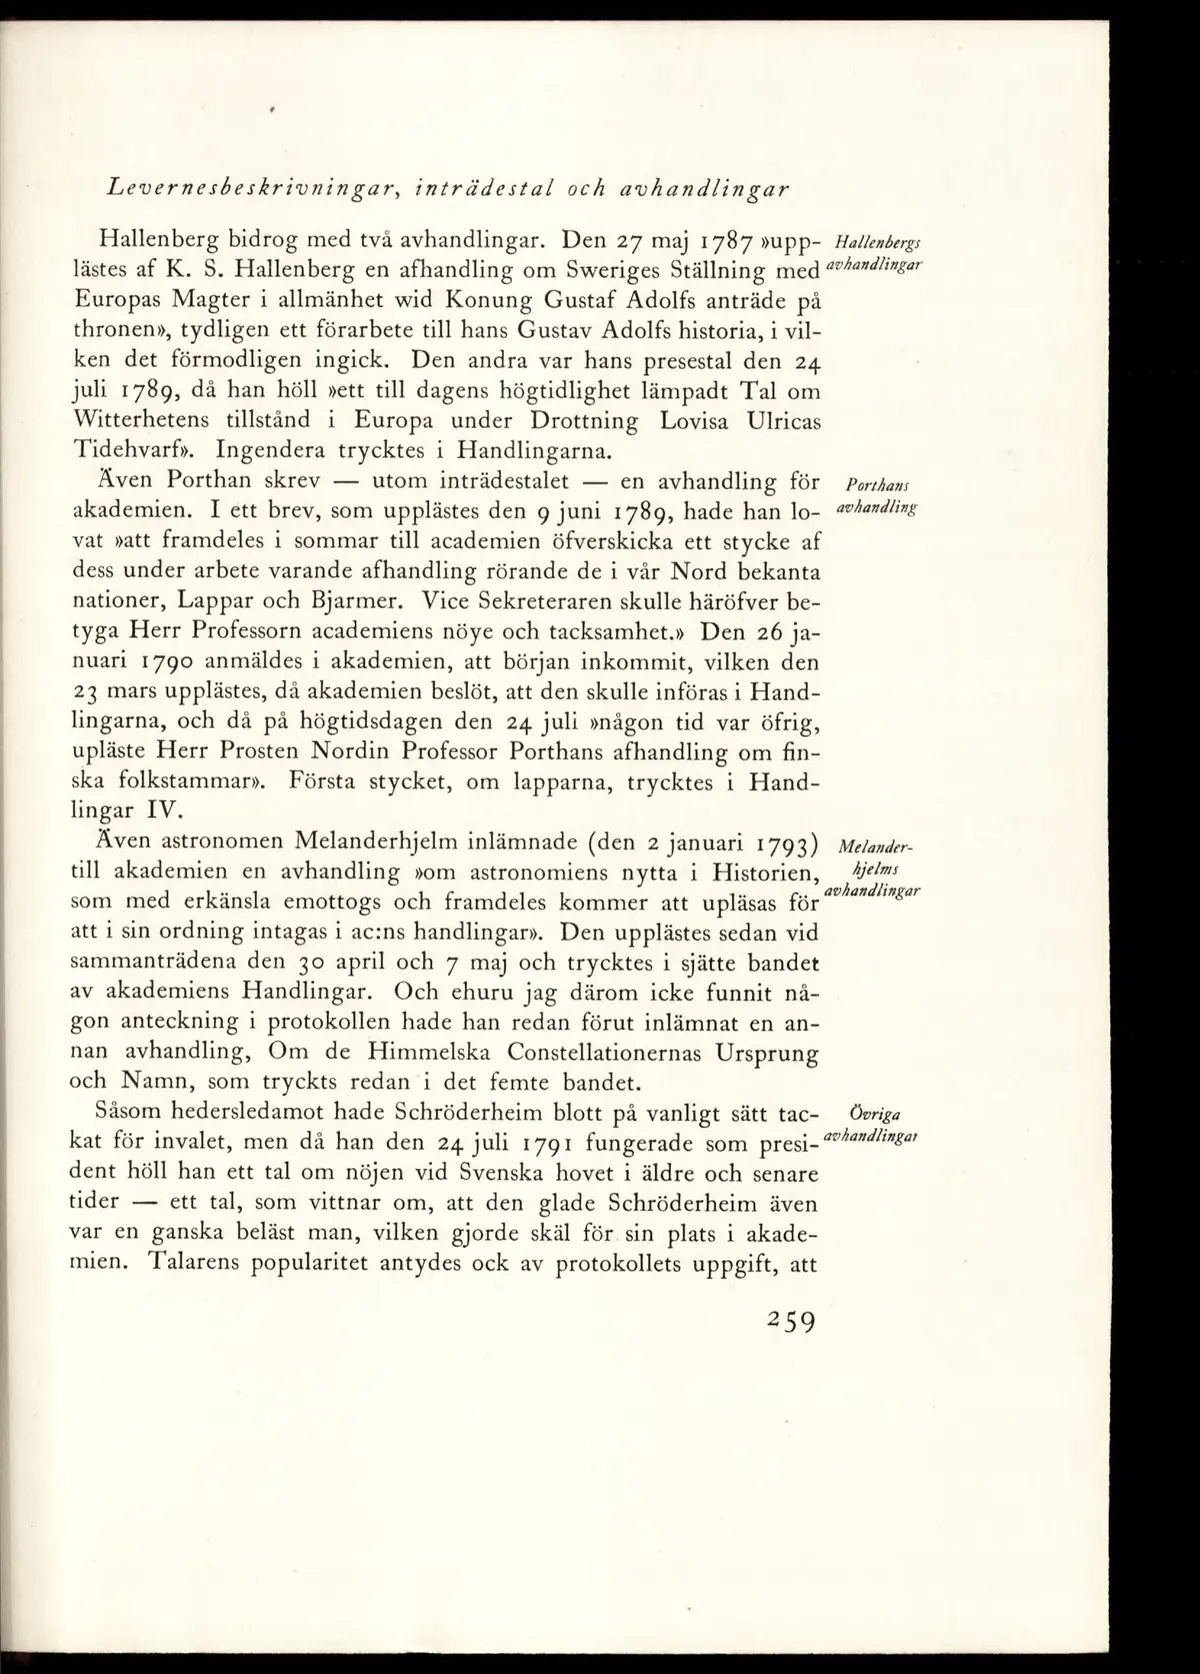 Levernesbeskrivningar, inträdestal och avhandlingar
Hallenberg bidrog med två avhandlingar. Den 27 maj 1787 »upp-
lästes af K. S. Hallenberg en afhandling om Sweriges Ställning med
Europas Magter i allmänhet wid Konung Gustaf Adolfs anträde på
thronen», tydligen ett förarbete till hans Gustav Adolfs historia, i vil-
ken det förmodligen ingick. Den andra var hans presestal den 24
juli 1789, då han höll »ett till dagens högtidlighet lämpadt Tal om
Witterhetens tillstånd i Europa under Drottning Lovisa Ulricas
Tidehvarf». Ingendera trycktes i Handlingarna.
Hallenbergs
avhandlingar
Även Porthan skrev — utom inträdestalet — en avhandling för
akademien. I ett brev, som upplästes den 9 juni 1789, hade han lo-
vat »att framdeles i sommar till academien öfverskicka ett stycke af
dess under arbete varande afhandling rörande de i vår Nord bekanta
nationer, Lappar och Bjarmer. Vice Sekreteraren skulle häröfver be-
tyga Herr Professorn academiens nöye och tacksamhet.» Den 26 ja-
nuari 1790 anmäldes i akademien, att början inkommit, vilken den
23 mars upplästes, då akademien beslöt, att den skulle införas i Hand-
lingarna, och då på högtidsdagen den 24 juli »någon tid var öfrig,
upläste Herr Prosten Nordin Professor Porthans afhandling om fin-
ska folkstammar». Första stycket, om lapparna, trycktes i Hand-
lingar IV.
Porthans
avhandling
Även astronomen Melanderhjelm inlämnade (den 2 januari 1793)
till akademien en avhandling »om astronomiens nytta i Historien,
som med erkänsla emottogs och framdeles kommer att upläsas för
att i sin ordning intagas i ac:ns handlingar». Den upplästes sedan vid
sammanträdena den 30 april och 7 maj och trycktes i sjätte bandet
av akademiens Handlingar. Och ehuru jag därom icke funnit nå-
gon anteckning i protokollen hade han redan förut inlämnat en an-
nan avhandling, Om de Himmelska Constellationernas Ursprung
och Namn, som tryckts redan i det femte bandet.
Melander-
hjelms
avhandlingar
Såsom hedersledamot hade Schröderheim blott på vanligt sätt tac-
kat för invalet, men då han den 24 juli 1791 fungerade som presi-
dent höll han ett tal om nöjen vid Svenska hovet i äldre och senare
tider — ett tal, som vittnar om, att den glade Schröderheim även
var en ganska beläst man, vilken gjorde skäl för sin plats i akade-
mien. Talarens popularitet antydes ock av protokollets uppgift, att
Övriga
avhandlingar
259